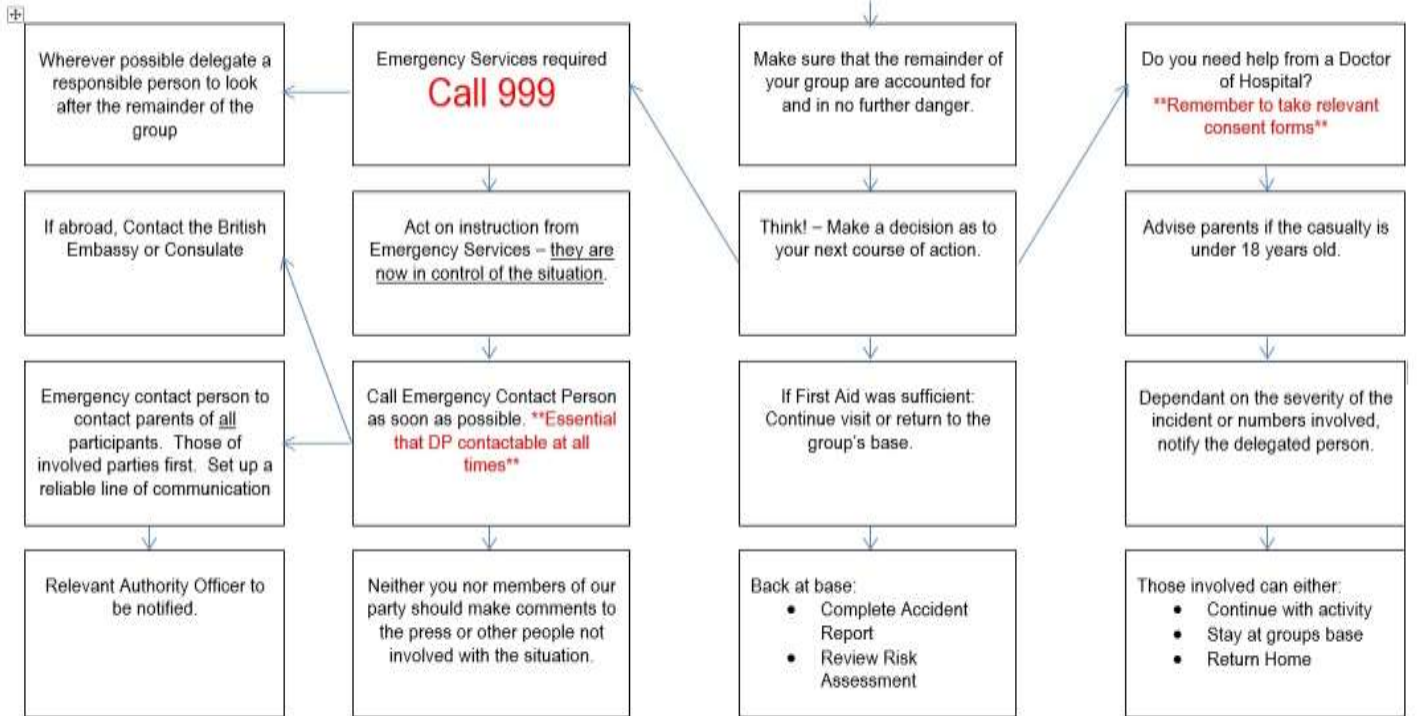 Wherever possible delegate a
responsible person to look
after the remainder of the
group
Emergency Services required
Call 999
Make sure that the remainder of
your group are accounted for
and in no further danger.
Do you need help from a Doctor
of Hospital?
**Remember to take relevant
consent forms**
If abroad, Contact the British
Embassy or Consulate
Act on instruction from
Emergency Services – they are
now in control of the situation.
Think! – Make a decision as to
your next course of action.
Advise parents if the casualty is
under 18 years old.
Emergency contact person to
contact parents of all
participants. Those of
involved parties first. Set up a
reliable line of communication
Call Emergency Contact Person
as soon as possible. **Essential
that DP contactable at all
times**
If First Aid was sufficient:
Continue visit or return to the
group's base.
Dependant on the severity of the
incident or numbers involved,
notify the delegated person.
Relevant Authority Officer to
be notified.
Neither you nor members of our
party should make comments to
the press or other people not
involved with the situation.
Back at base:
• Complete Accident
Report
• Review Risk
Assessment
Those involved can either:
• Continue with activity
• Stay at groups base
• Return Home